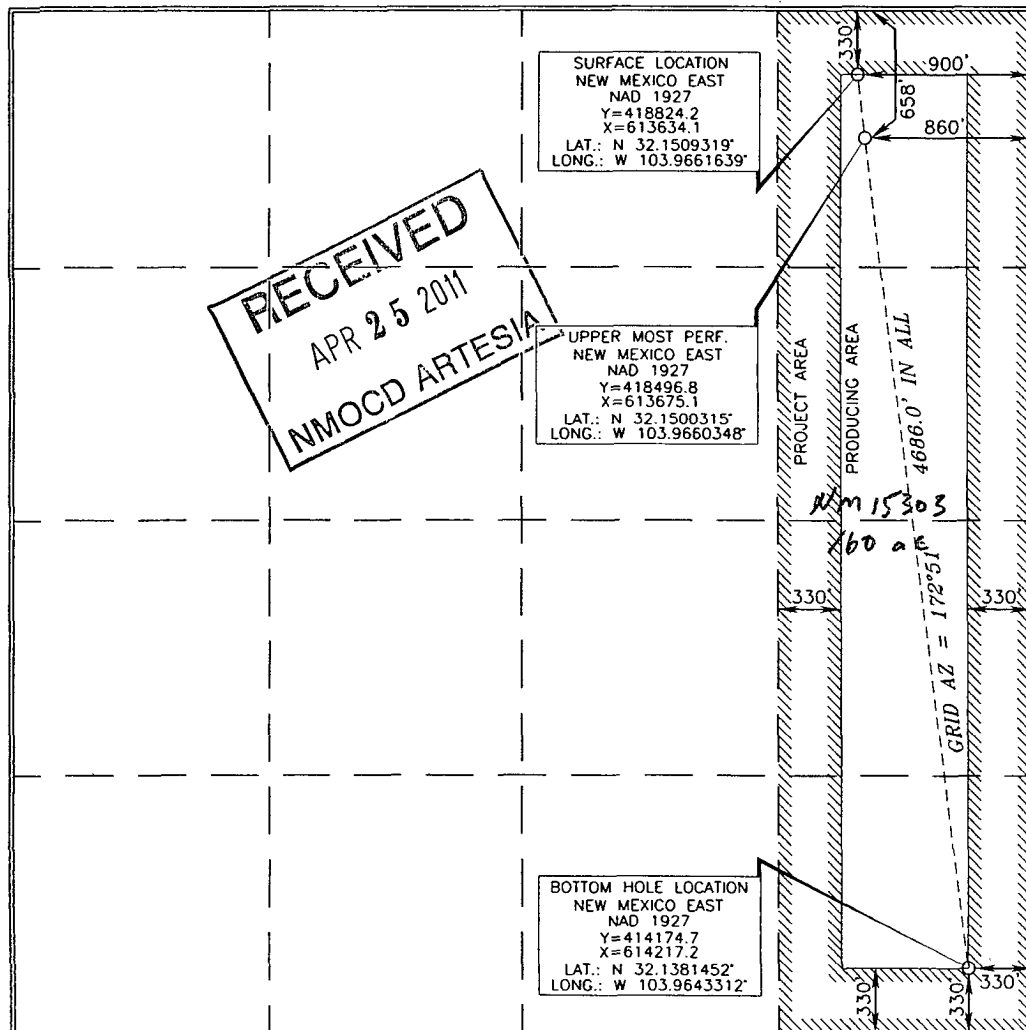 330'
900'
658'
860'
SURFACE LOCATION
NEW MEXICO EAST
NAD 1927
Y=418824.2
X=613634.1
LAT.: N 32.1509319°
LONG.: W 103.9661639°
RECEIVED
APR 25 2011
NMOCD ARTESIA
UPPER MOST PERF.
NEW MEXICO EAST
NAD 1927
Y=418496.8
X=613675.1
LAT.: N 32.1500315°
LONG.: W 103.9660348°
PROJECT AREA
PRODUCING AREA
4686.0' IN ALL
NM 15303
160 ac
GRID AZ = 172°51'
330'
330'
BOTTOM HOLE LOCATION
NEW MEXICO EAST
NAD 1927
Y=414174.7
X=614217.2
LAT.: N 32.1381452°
LONG.: W 103.9643312°
330'
330'
330'